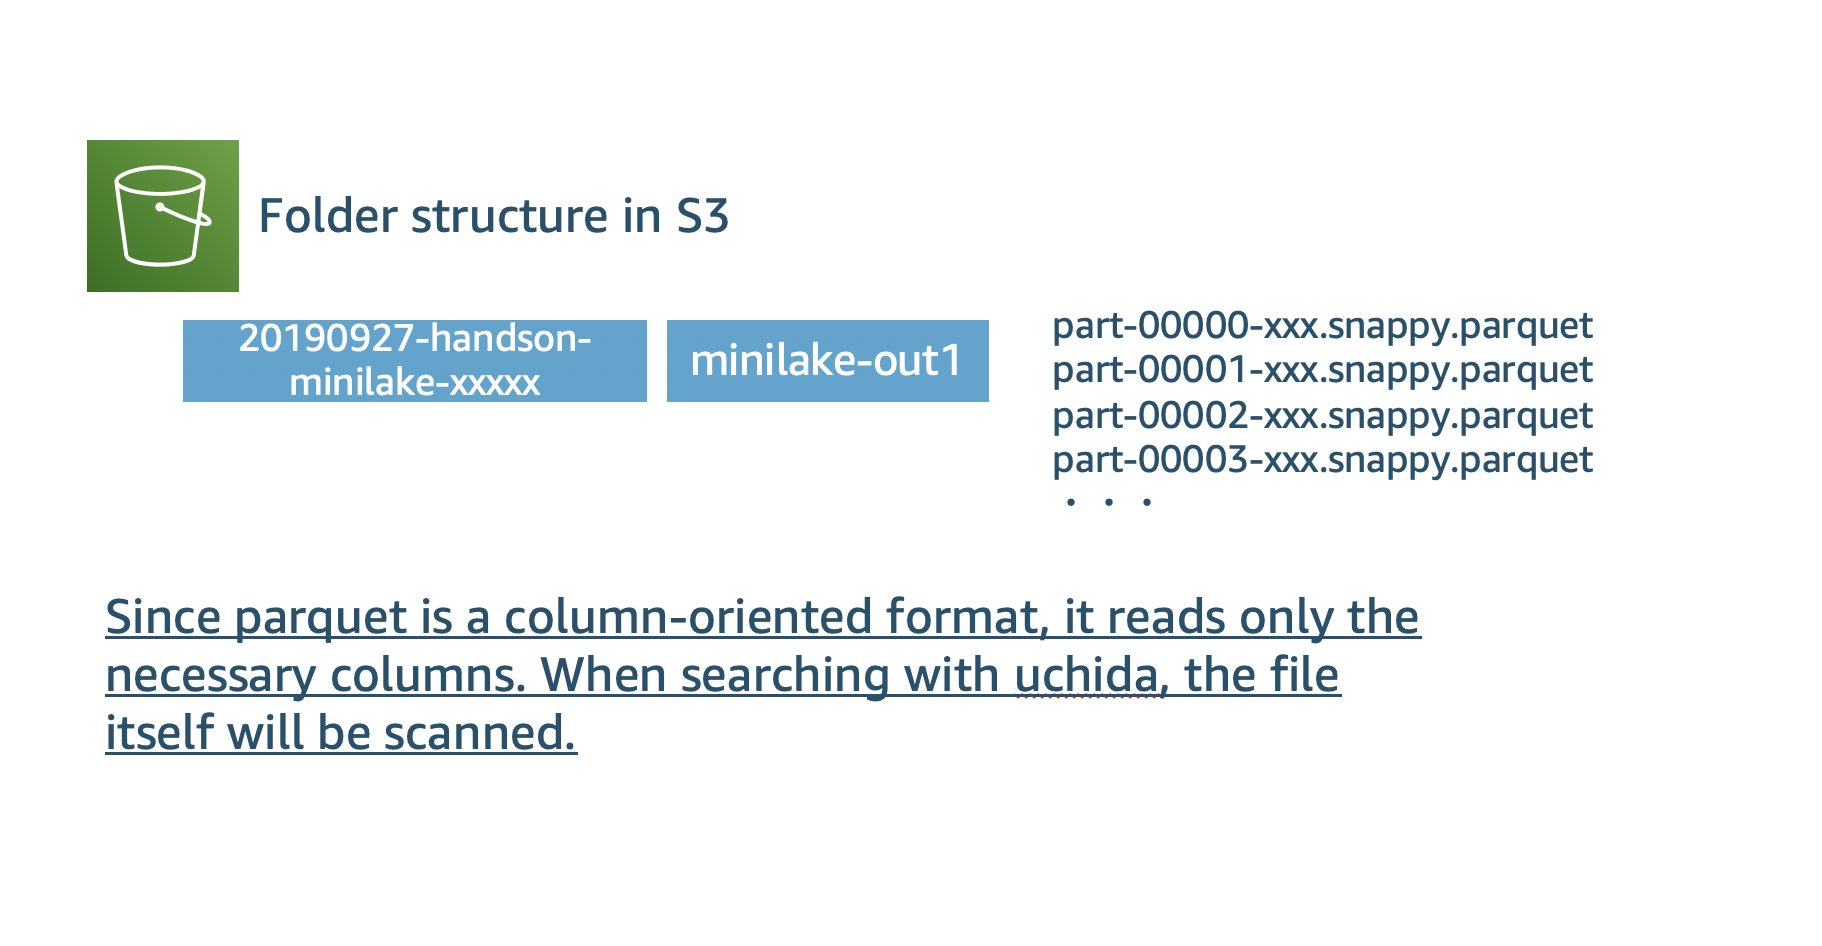 Folder structure in S3
20190927-handson-
minilake-xxxxx
minilake-out1
part-00000-xxx.snappy.parquet
part-00001-xxx.snappy.parquet
part-00002-xxx.snappy.parquet
part-00003-xxx.snappy.parquet
・・・
Since parquet is a column-oriented format, it reads only the
necessary columns. When searching with uchida, the file
itself will be scanned.